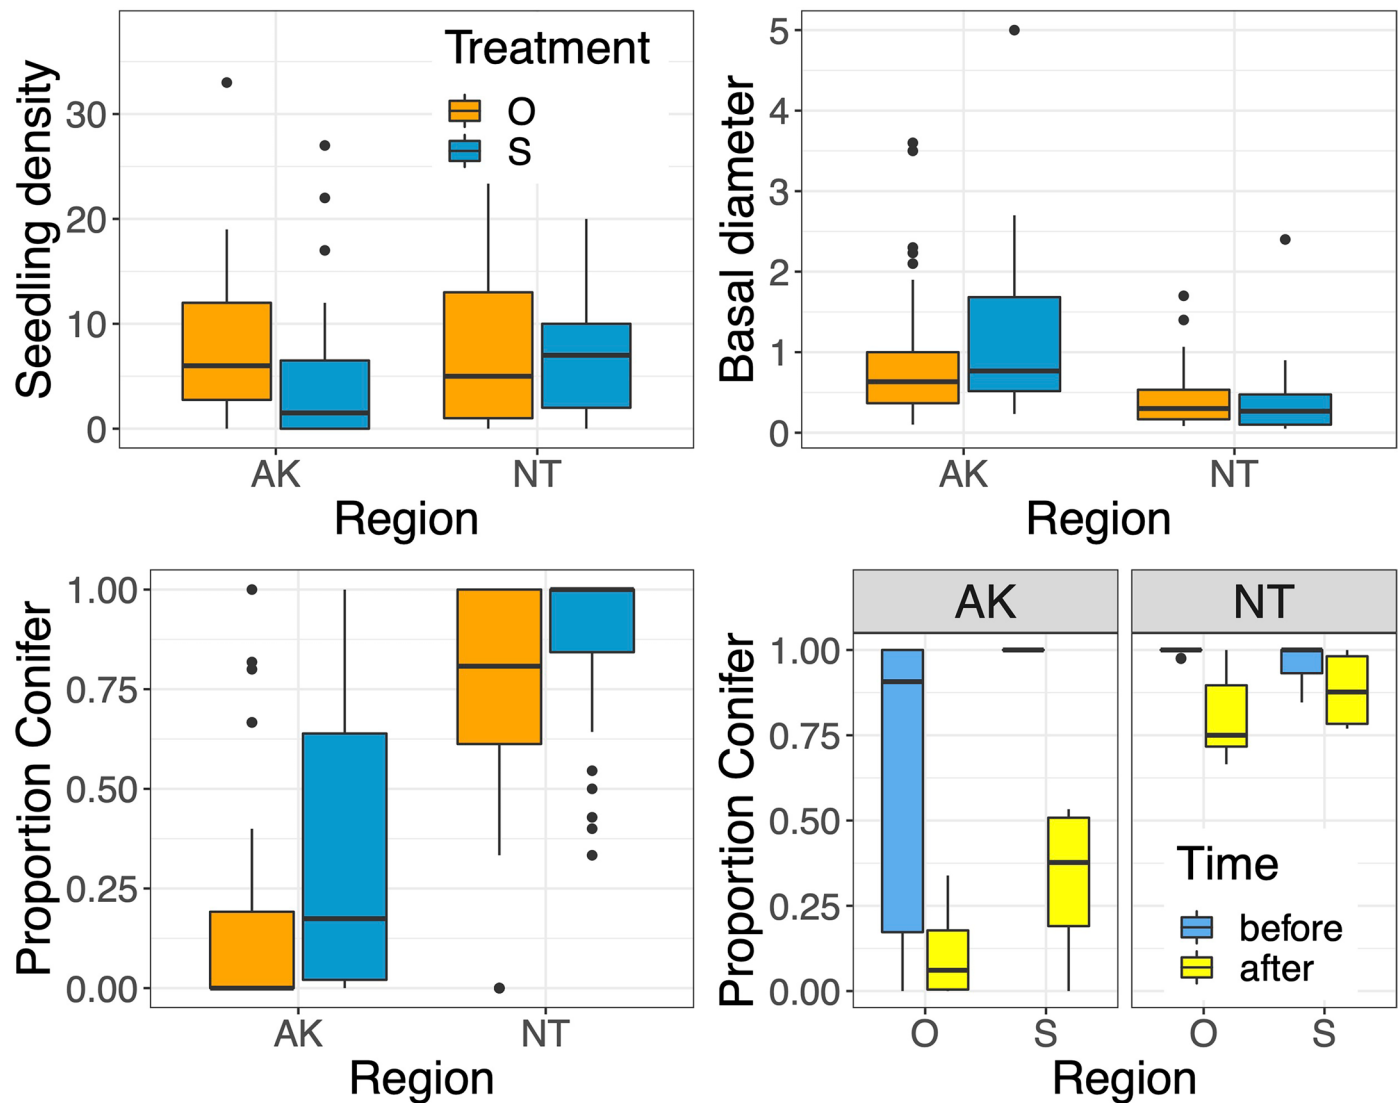 Seedling density
30
20
10
0
Treatment
O
S
AK NT
Region
Basal diameter
5
4
3
2
1
0
AK NT
Region
Proportion Conifer
1.00
0.75
0.50
0.25
0.00
AK NT
Region
Proportion Conifer
AK NT
1.00
0.75
0.50
0.25
0.00
Time
before
after
O S O S
Region